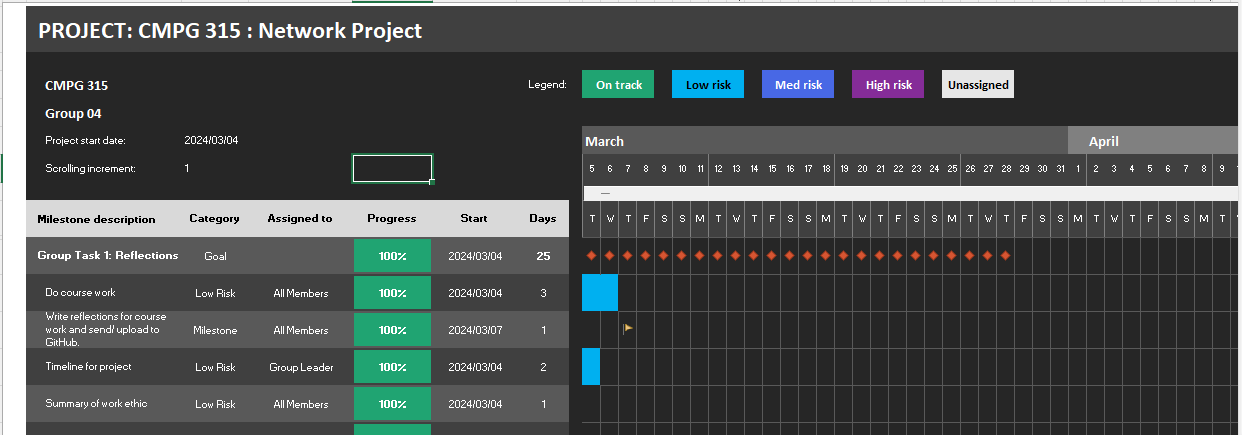 PROJECT: CMPG 315 : Network Project
CMPG 315
Legend: On track Low risk Med risk High risk Unassigned
Group 04
Project start date: 2024/03/04
March April
Scrolling increment: 1
5 6 7 8 9 10 11 12 13 14 15 16 17 18 19 20 21 22 23 24 25 26 27 28 29 30 31 1 2 3 4 5 6 7 8 9
Milestone description Category Assigned to Progress Start Days
T W T F S S M T W T F S S M T W T F S S M T W T F S S M T W T F S S M T
Group Task 1: Reflections Goal 100% 2024/03/04 25
Do course work Low Risk All Members 100% 2024/03/04 3
Write reflections for course
work and send/ upload to
GitHub.
Milestone All Members 100% 2024/03/07 1
Timeline for project Low Risk Group Leader 100% 2024/03/04 2
Summary of work ethic Low Risk All Members 100% 2024/03/04 1